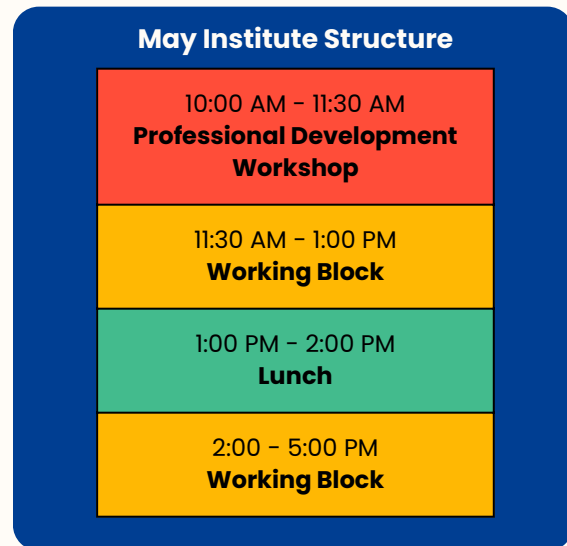 May Institute Structure
10:00 AM - 11:30 AM
Professional Development
Workshop
11:30 AM - 1:00 PM
Working Block
1:00 PM - 2:00 PM
Lunch
2:00 - 5:00 PM
Working Block